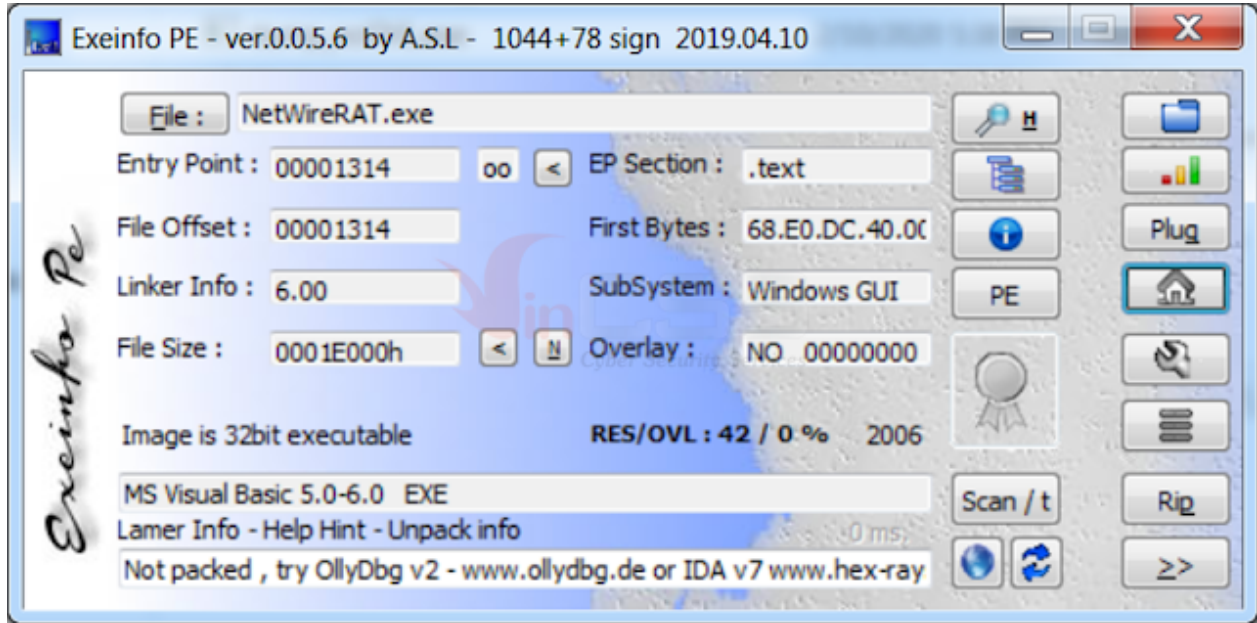 Exeinfo PE - ver.0.0.5.6 by A.S.L - 1044+78 sign 2019.04.10
File : NetWireRAT.exe
H
Entry Point : 00001314 oo < EP Section : .text
File Offset : 00001314 First Bytes : 68.E0.DC.40.00
Plug
Linker Info : 6.00 SubSystem : Windows GUI
PE
File Size : 0001E000h < N Overlay : NO 00000000
Cyber Security
Image is 32bit executable RES/OVL : 42 / 0 % 2006
MS Visual Basic 5.0-6.0 EXE
Scan / t
Rip
Lamer Info - Help Hint - Unpack info 0 ms.
Not packed , try OllyDbg v2 - www.ollydbg.de or IDA v7 www.hex-ray
>>
Exeinfo Pe